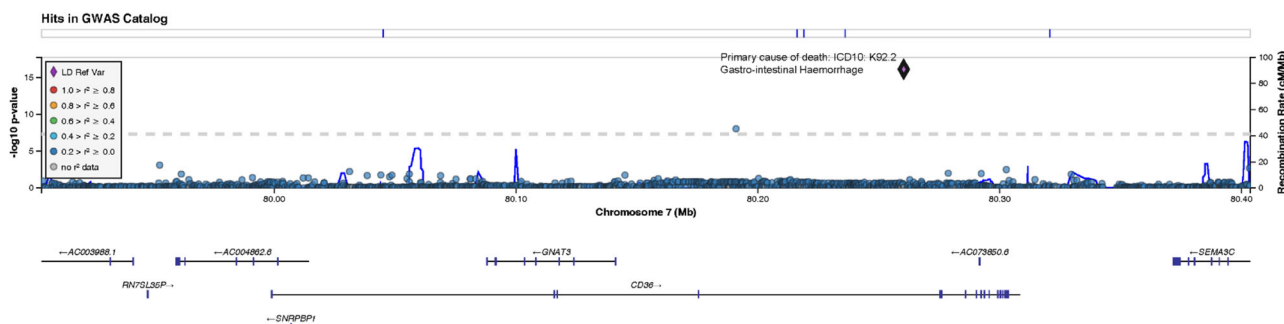 Hits in GWAS Catalog
Primary cause of death: ICD10: K92.2
Gastro-intestinal Haemorrhage
LD Ref Var
1.0 > r² ≥ 0.8
0.8 > r² ≥ 0.6
0.6 > r² ≥ 0.4
0.4 > r² ≥ 0.2
0.2 > r² ≥ 0.0
no r² data
-log10 p-value
15
10
5
0
100
80
60
40
20
0
Recombination Rate (cM/Mb)
80.00
80.10
80.20
80.30
80.40
Chromosome 7 (Mb)
←AC003988.1
←AC004862.6
←GNAT3
←AC073850.6
←SEMA3C
RN7SL35P→
CD36→
←SNRPBP1